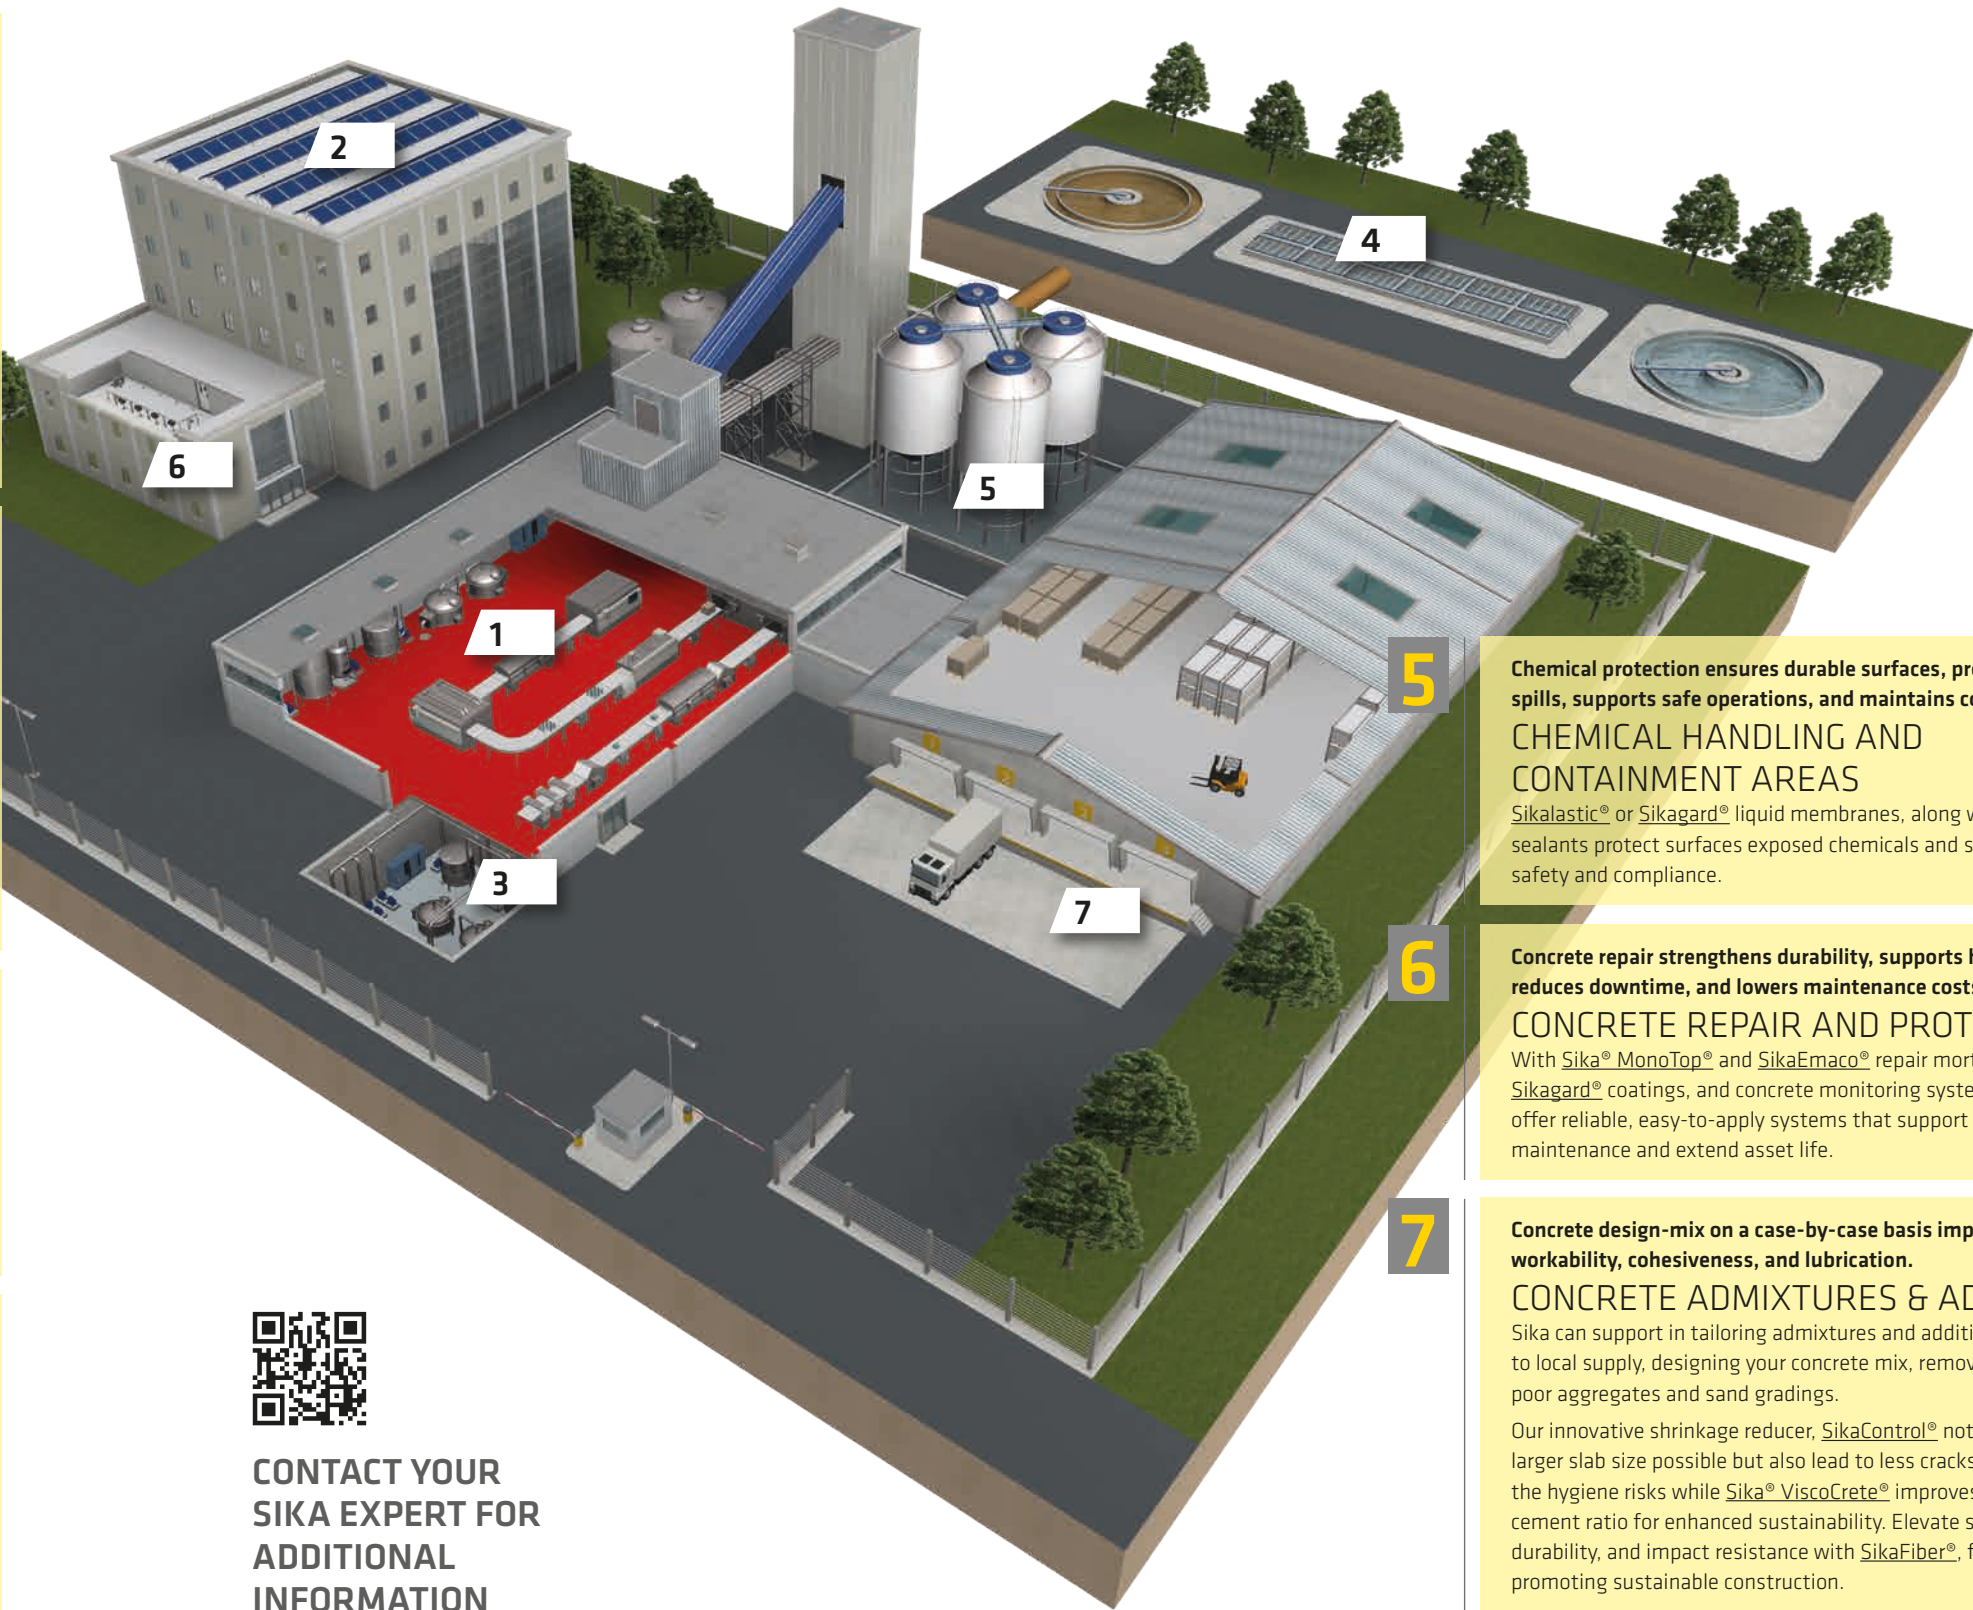 2
4
6
5
1
3
7
1
2
3
5
Chemical protection ensures durable surfaces,
spills, supports safe operations, and maintains
CHEMICAL HANDLING AND
CONTAINMENT AREAS
Sikalastic® or Sikagard® liquid membranes, along
sealants protect surfaces exposed chemicals and
safety and compliance.
6
Concrete repair strengthens durability, supports
reduces downtime, and lowers maintenance costs
CONCRETE REPAIR AND PROT
With Sika® MonoTop® and SikaEmaco® repair mort
Sikagard® coatings, and concrete monitoring syste
offer reliable, easy-to-apply systems that support
maintenance and extend asset life.
7
Concrete design-mix on a case-by-case basis imp
workability, cohesiveness, and lubrication.
CONCRETE ADMIXTURES & AD
Sika can support in tailoring admixtures and additi
to local supply, designing your concrete mix, remov
poor aggregates and sand gradings.
Our innovative shrinkage reducer, SikaControl® not
larger slab size possible but also lead to less cracks
the hygiene risks while Sika® ViscoCrete® improves
cement ratio for enhanced sustainability. Elevate s
durability, and impact resistance with SikaFiber®, f
promoting sustainable construction.
CONTACT YOUR
SIKA EXPERT FOR
ADDITIONAL
INFORMATION